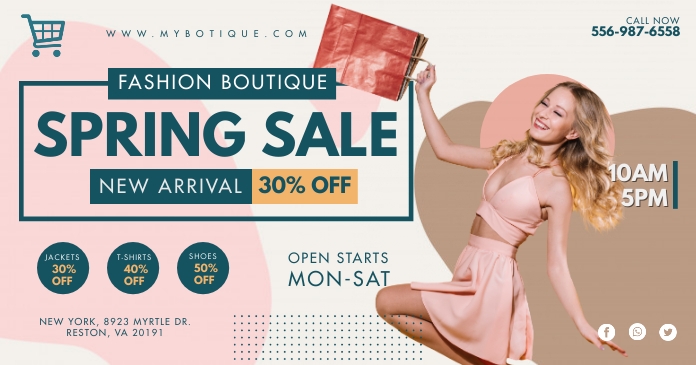 WWW.MYBOTIQUE.COM
CALL NOW
556-987-6558
FASHION BOUTIQUE
SPRING SALE
NEW ARRIVAL 30% OFF
10AM
5PM
JACKETS
30%
OFF
T-SHIRTS
40%
OFF
SHOES
50%
OFF
OPEN STARTS
MON-SAT
NEW YORK, 8923 MYRTLE DR.
RESTON, VA 20191